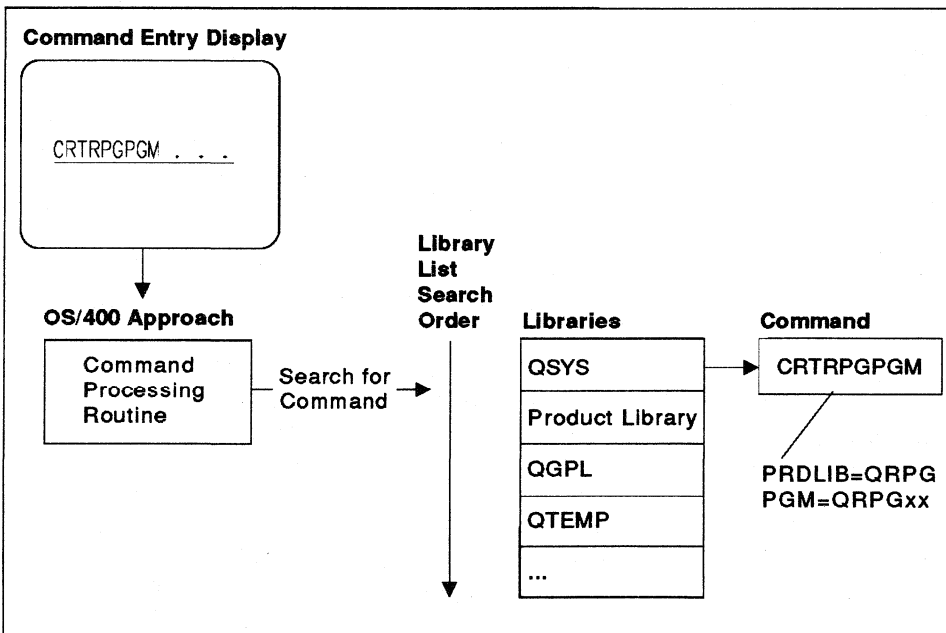 Command Entry Display
CRTRPGPGM . . .
OS/400 Approach
Command
Processing
Routine
Search for
Command
Library
List
Search
Order
Libraries
QSYS
Product Library
QGPL
QTEMP
...
Command
CRTRPGPGM
PRDLIB=QRPG
PGM=QRPGxx